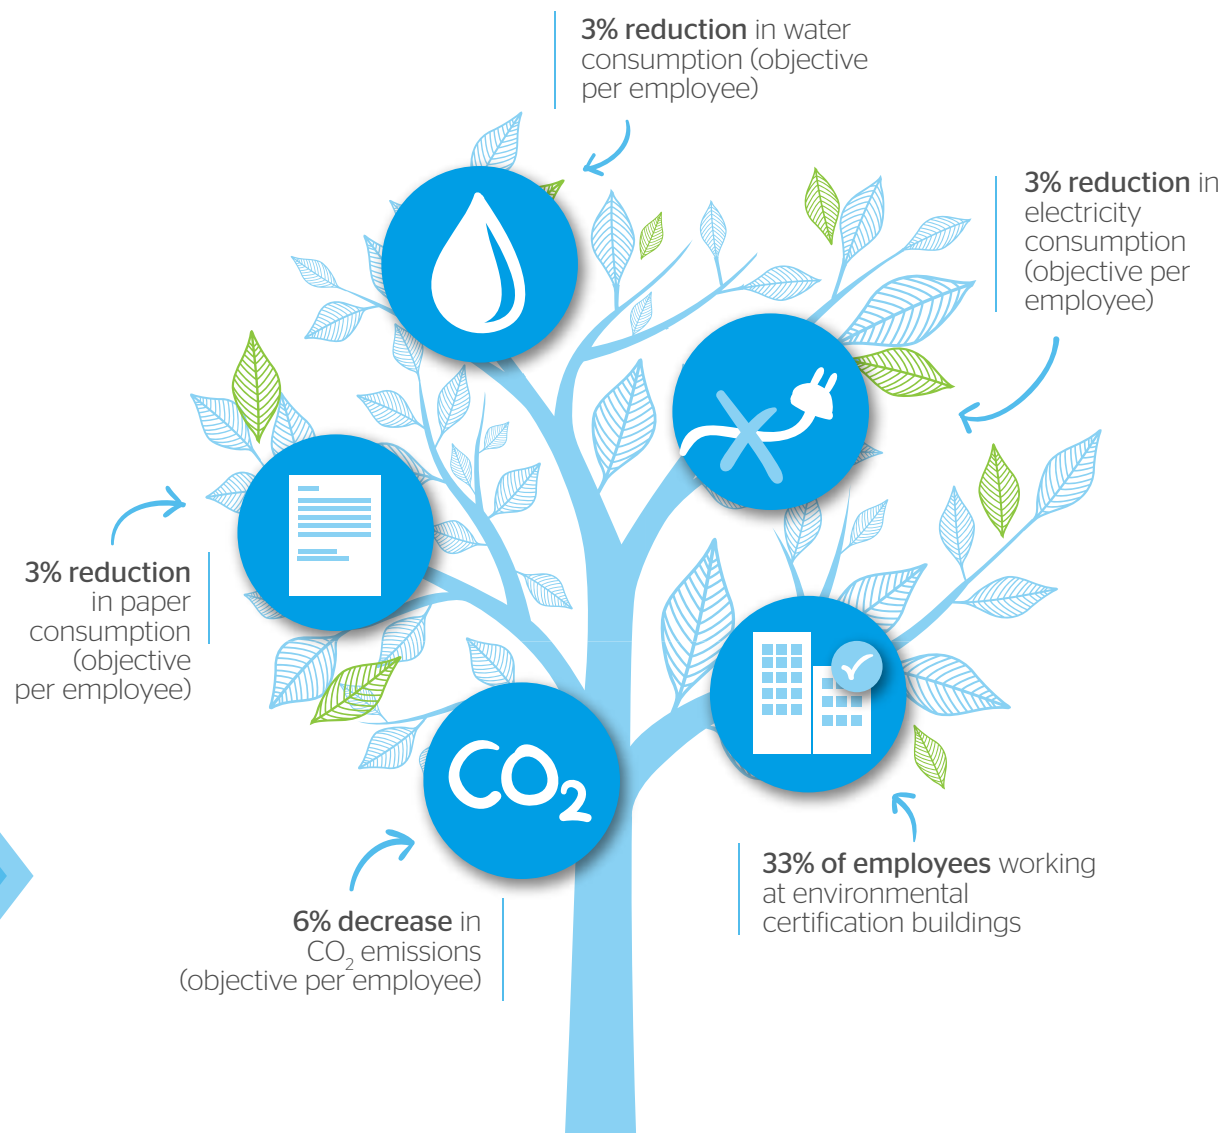 3% reduction in water
consumption (objective
per employee)
3% reduction in
electricity
consumption
(objective per
employee)
3% reduction
in paper
consumption
(objective
per employee)
CO2
33% of employees working
at environmental
certification buildings
6% decrease in
CO2 emissions
(objective per employee)